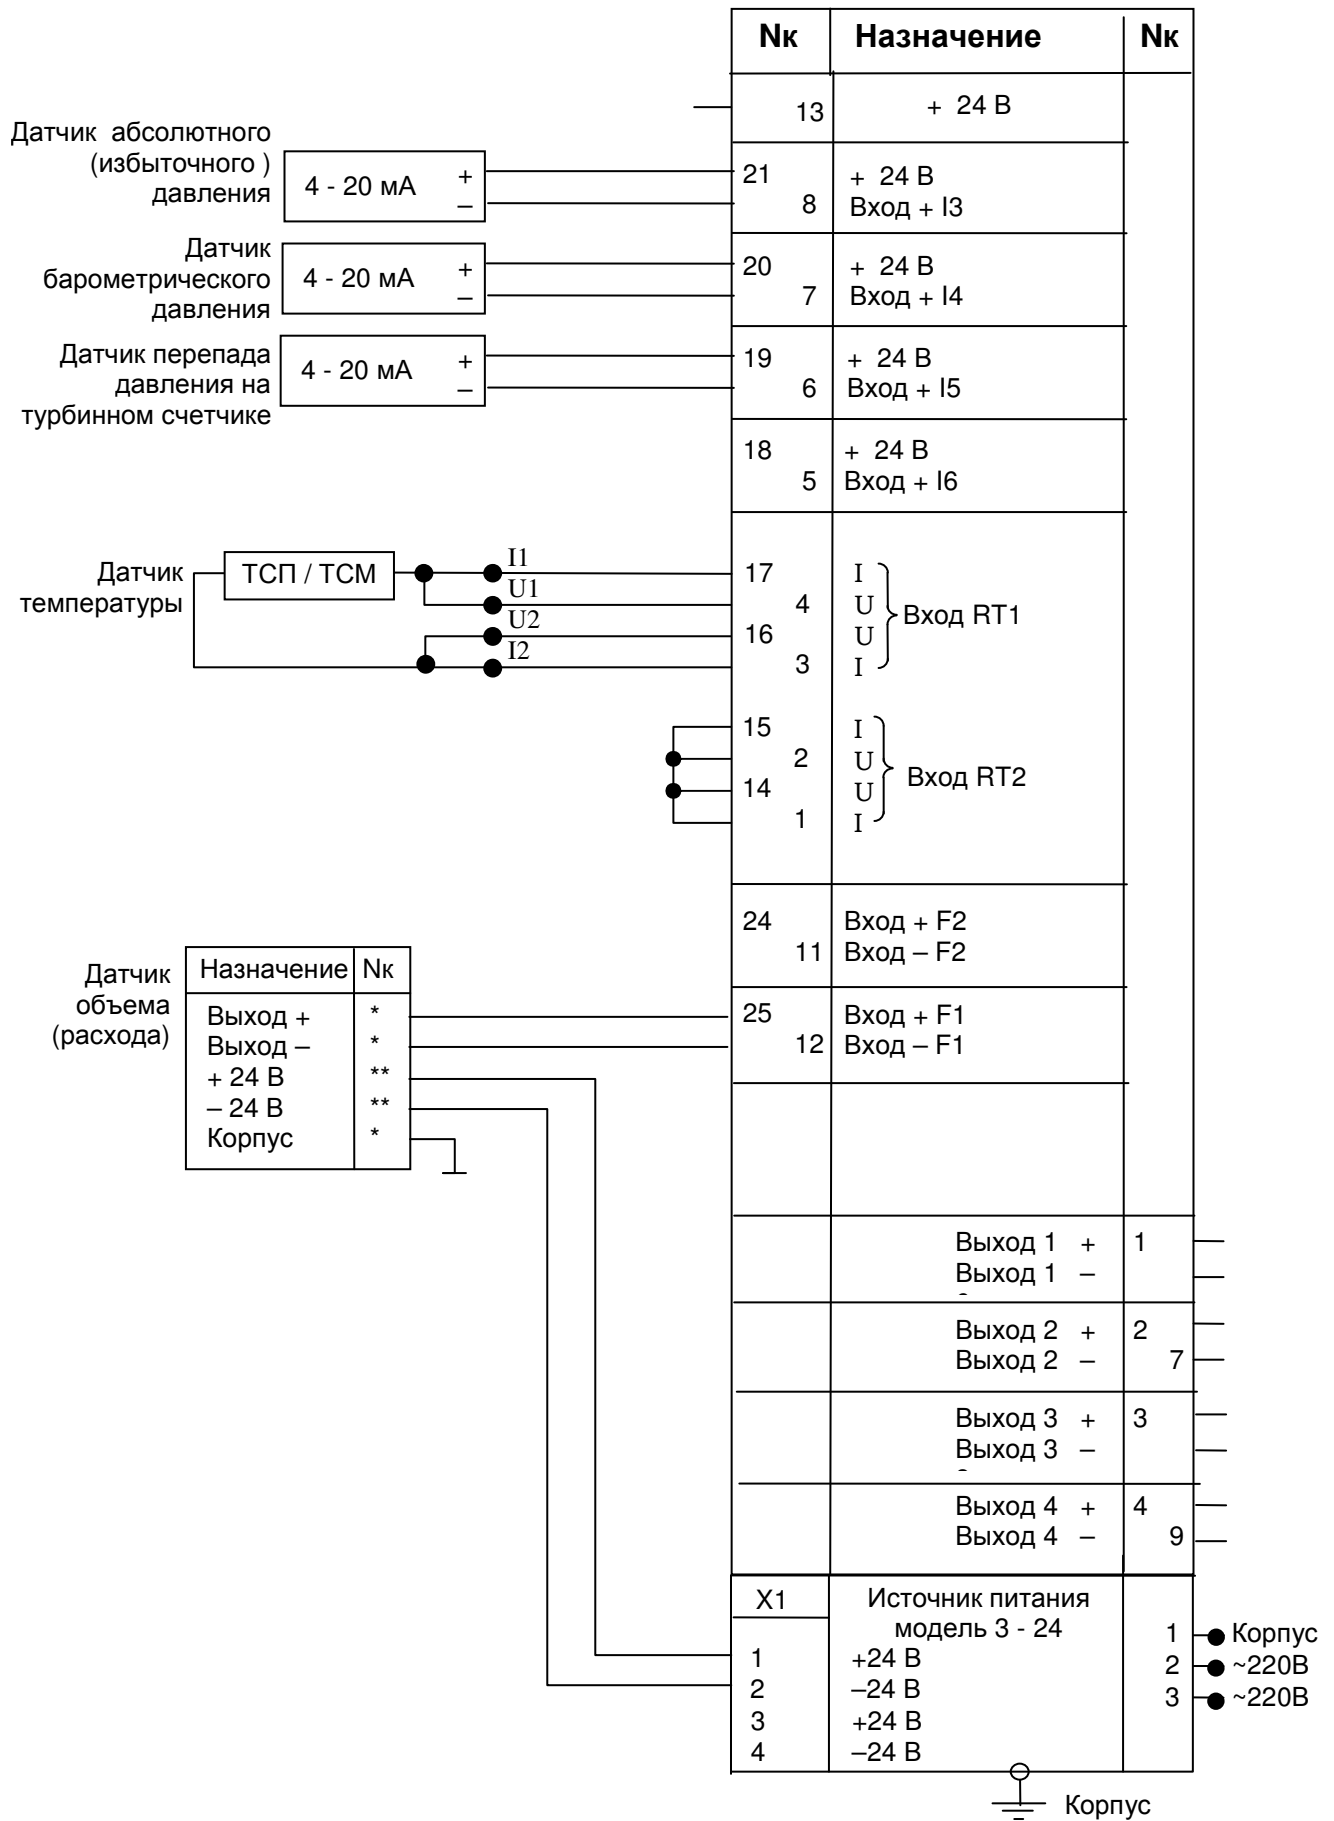 Nк Назначение Nк
13 + 24 В
Датчик абсолютного
(избыточного )
давления
4 - 20 мА + –
21 + 24 В
8 Вход + I3
Датчик
барометрического
давления
4 - 20 мА + –
20 + 24 В
7 Вход + I4
Датчик перепада
давления на
турбинном счетчике
4 - 20 мА + –
19 + 24 В
6 Вход + I5
18 + 24 В
5 Вход + I6
Датчик
температуры
ТСП / ТСМ
I1
U1
U2
I2
17 I
4 U
16 U
3 I
Вход RT1
15 I
2 U
14 U
1 I
Вход RT2
24 Вход + F2
11 Вход – F2
Датчик
объема
(расхода)
Назначение Nк
Выход + *
Выход – *
+ 24 В **
– 24 В **
Корпус *
25 Вход + F1
12 Вход – F1
Выход 1 + 1
Выход 1 –
Выход 2 + 2
Выход 2 – 7
Выход 3 + 3
Выход 3 –
Выход 4 + 4
Выход 4 – 9
X1 Источник питания
модель 3 - 24
1 +24 В
2 –24 В
3 +24 В
4 –24 В
1 Корпус
2 ~220В
3 ~220В
Корпус